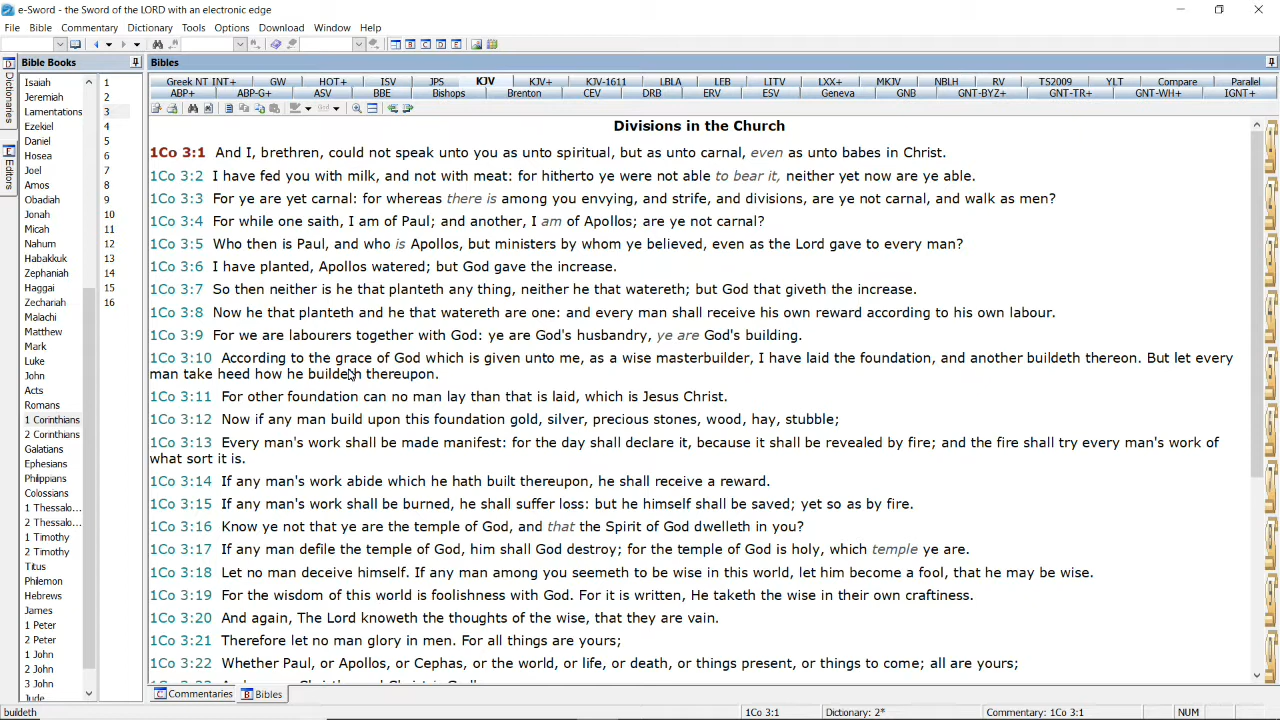 e-Sword - the Sword of the LORD with an electronic edge
File Bible Commentary Dictionary Tools Options Download Window Help
Bible Books
Bibles
Dictionaries
Editors
Greek NT INT+ GW HOT+ ISV JPS KJV KJV+ KJV-1611 LBLA LEB LITV LXX+ MKJV NBLH RV TS2009 YLT Compare Parallel
ABP+ ABP-G+ ASV BBE Bishops Brenton CEV DRB ERV ESV Geneva GNB GNT-BYZ+ GNT-TR+ GNT-WH+ IGNT+
Isaiah
Jeremiah
Lamentations
Ezekiel
Daniel
Hosea
Joel
Amos
Obadiah
Jonah
Micah
Nahum
Habakkuk
Zephaniah
Haggai
Zechariah
Malachi
Matthew
Mark
Luke
John
Acts
Romans
1 Corinthians
2 Corinthians
Galatians
Ephesians
Philippians
Colossians
1 Thessalo...
2 Thessalo...
1 Timothy
2 Timothy
Titus
Philemon
Hebrews
James
1 Peter
2 Peter
1 John
2 John
3 John
Jude
1
2
3
4
5
6
7
8
9
10
11
12
13
14
15
16
Divisions in the Church
1Co 3:1 And I, brethren, could not speak unto you as unto spiritual, but as unto carnal, even as unto babes in Christ.
1Co 3:2 I have fed you with milk, and not with meat: for hitherto ye were not able to bear it, neither yet now are ye able.
1Co 3:3 For ye are yet carnal: for whereas there is among you envying, and strife, and divisions, are ye not carnal, and walk as men?
1Co 3:4 For while one saith, I am of Paul; and another, I am of Apollos; are ye not carnal?
1Co 3:5 Who then is Paul, and who is Apollos, but ministers by whom ye believed, even as the Lord gave to every man?
1Co 3:6 I have planted, Apollos watered; but God gave the increase.
1Co 3:7 So then neither is he that planteth any thing, neither he that watereth; but God that giveth the increase.
1Co 3:8 Now he that planteth and he that watereth are one: and every man shall receive his own reward according to his own labour.
1Co 3:9 For we are labourers together with God: ye are God's husbandry, ye are God's building.
1Co 3:10 According to the grace of God which is given unto me, as a wise masterbuilder, I have laid the foundation, and another buildeth thereon. But let every
man take heed how he buildeth thereupon.
1Co 3:11 For other foundation can no man lay than that is laid, which is Jesus Christ.
1Co 3:12 Now if any man build upon this foundation gold, silver, precious stones, wood, hay, stubble;
1Co 3:13 Every man's work shall be made manifest: for the day shall declare it, because it shall be revealed by fire; and the fire shall try every man's work of
what sort it is.
1Co 3:14 If any man's work abide which he hath built thereupon, he shall receive a reward.
1Co 3:15 If any man's work shall be burned, he shall suffer loss: but he himself shall be saved; yet so as by fire.
1Co 3:16 Know ye not that ye are the temple of God, and that the Spirit of God dwelleth in you?
1Co 3:17 If any man defile the temple of God, him shall God destroy; for the temple of God is holy, which temple ye are.
1Co 3:18 Let no man deceive himself. If any man among you seemeth to be wise in this world, let him become a fool, that he may be wise.
1Co 3:19 For the wisdom of this world is foolishness with God. For it is written, He taketh the wise in their own craftiness.
1Co 3:20 And again, The Lord knoweth the thoughts of the wise, that they are vain.
1Co 3:21 Therefore let no man glory in men. For all things are yours;
1Co 3:22 Whether Paul, or Apollos, or Cephas, or the world, or life, or death, or things present, or things to come; all are yours;
Commentaries Bibles
buildeth 1Co 3:1 Dictionary: 2* Commentary: 1Co 3:1 NUM